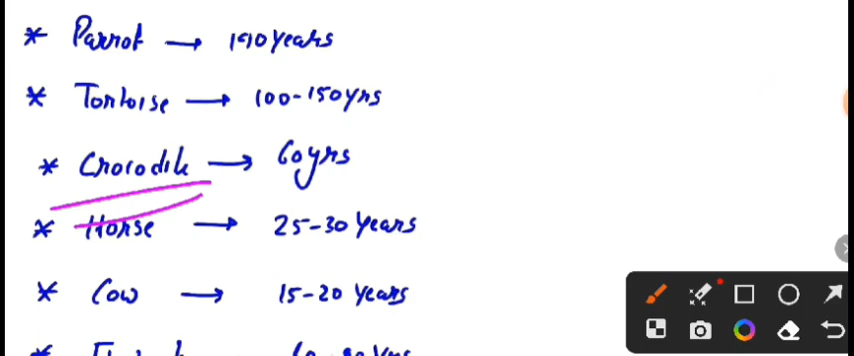 * Parrot → 140 years
* Tortoise → 100-150 yrs
* Crocodile → 60 yrs
* Horse → 25-30 Years
* Cow → 15-20 Years